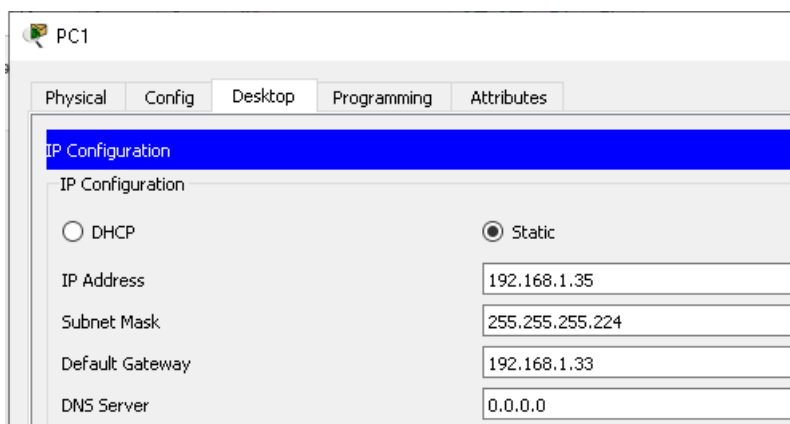 PC1
Physical Config Desktop Programming Attributes
IP Configuration
IP Configuration
DHCP Static
IP Address 192.168.1.35
Subnet Mask 255.255.255.224
Default Gateway 192.168.1.33
DNS Server 0.0.0.0